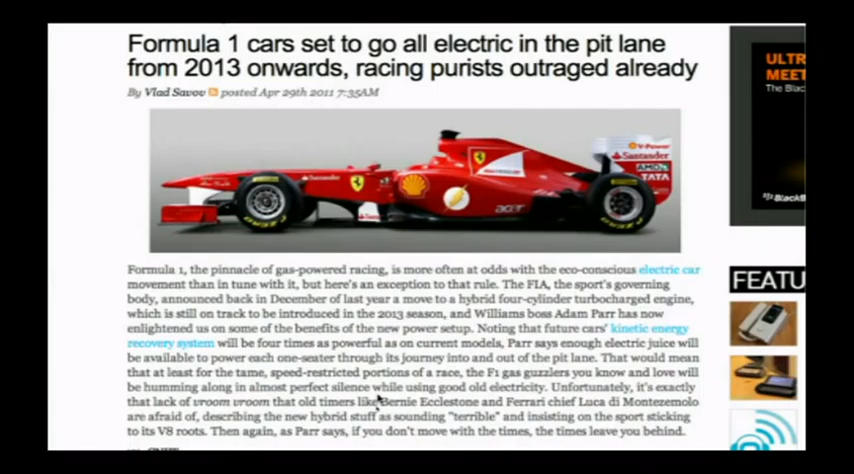 Formula 1 cars set to go all electric in the pit lane
from 2013 onwards, racing purists outraged already
By Vlad Savov posted Apr 29th 2011 7:35AM
V-Power
Santander
AMD
TATA
Santander
acer
Santander
ULTR
MEET
The Blac
BlackB
Formula 1, the pinnacle of gas-powered racing, is more often at odds with the eco-conscious electric car
movement than in tune with it, but here's an exception to that rule. The FIA, the sport's governing
body, announced back in December of last year a move to a hybrid four-cylinder turbocharged engine,
which is still on track to be introduced in the 2013 season, and Williams boss Adam Parr has now
enlightened us on some of the benefits of the new power setup. Noting that future cars' kinetic energy
recovery system will be four times as powerful as on current models, Parr says enough electric juice will
be available to power each one-seater through its journey into and out of the pit lane. That would mean
that at least for the tame, speed-restricted portions of a race, the F1 gas guzzlers you know and love will
be humming along in almost perfect silence while using good old electricity. Unfortunately, it's exactly
that lack of vroom vroom that old timers like Bernie Ecclestone and Ferrari chief Luca di Montezemolo
are afraid of, describing the new hybrid stuff as sounding "terrible" and insisting on the sport sticking
to its V8 roots. Then again, as Parr says, if you don't move with the times, the times leave you behind.
FEATU